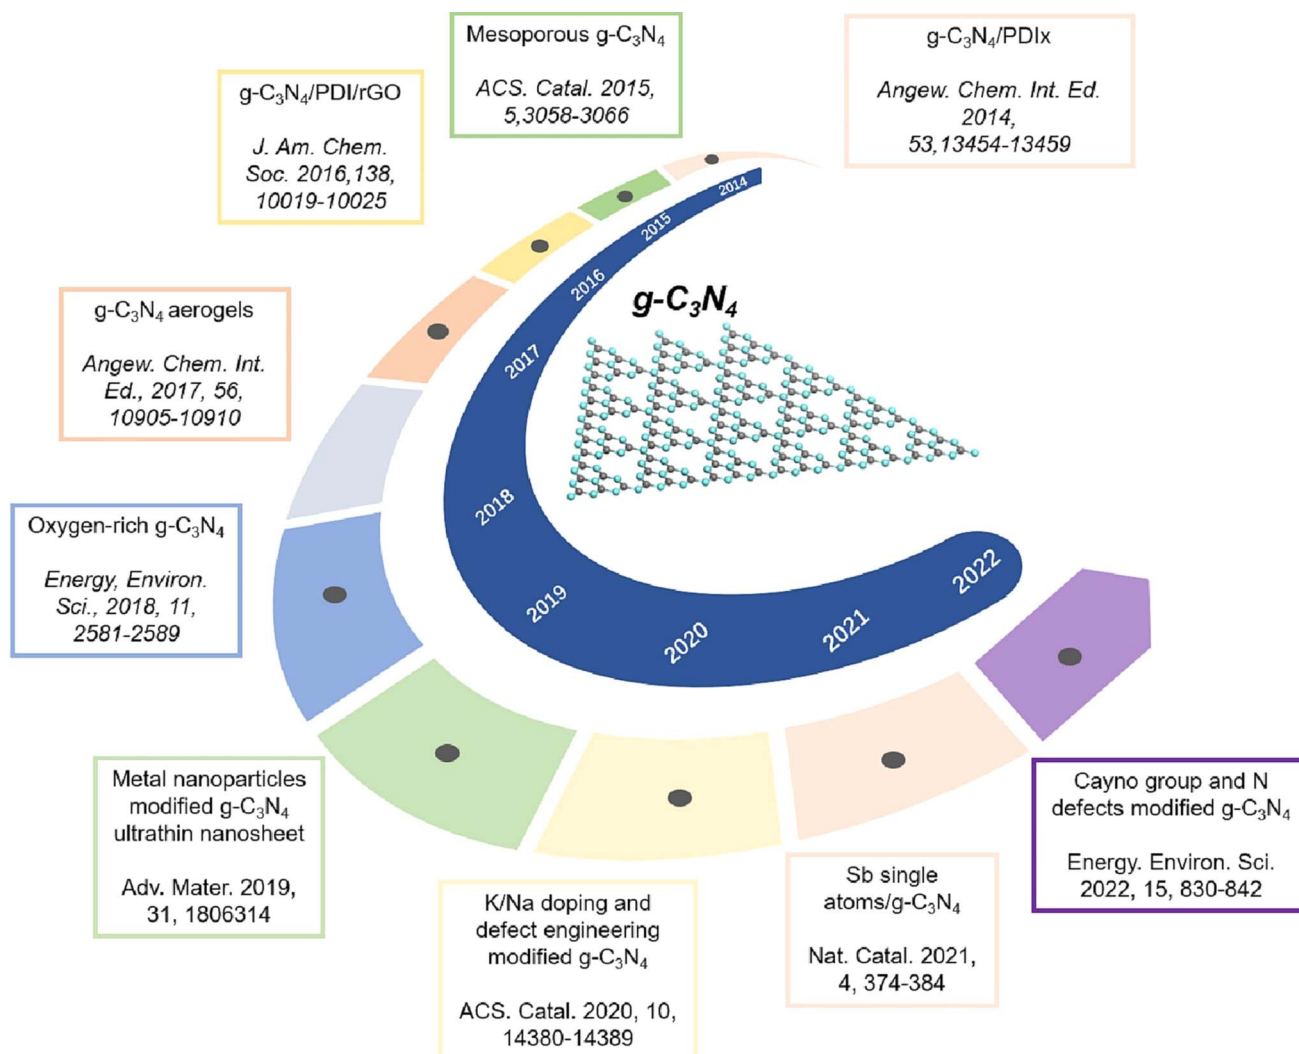 g-C₃N₄/PDIx
Angew. Chem. Int. Ed.
2014,
53,13454-13459
Mesoporous g-C₃N₄
ACS. Catal. 2015,
5,3058-3066
g-C₃N₄/PDI/rGO
J. Am. Chem.
Soc. 2016,138,
10019-10025
g-C₃N₄ aerogels
Angew. Chem. Int.
Ed., 2017, 56,
10905-10910
Oxygen-rich g-C₃N₄
Energy, Environ.
Sci., 2018, 11,
2581-2589
Metal nanoparticles
modified g-C₃N₄
ultrathin nanosheet
Adv. Mater. 2019,
31, 1806314
K/Na doping and
defect engineering
modified g-C₃N₄
ACS. Catal. 2020, 10,
14380-14389
Sb single
atoms/g-C₃N₄
Nat. Catal. 2021,
4, 374-384
Cayno group and N
defects modified g-C₃N₄
Energy. Environ. Sci.
2022, 15, 830-842
2014
2015
2016
2017
2018
2019
2020
2021
2022
g-C₃N₄